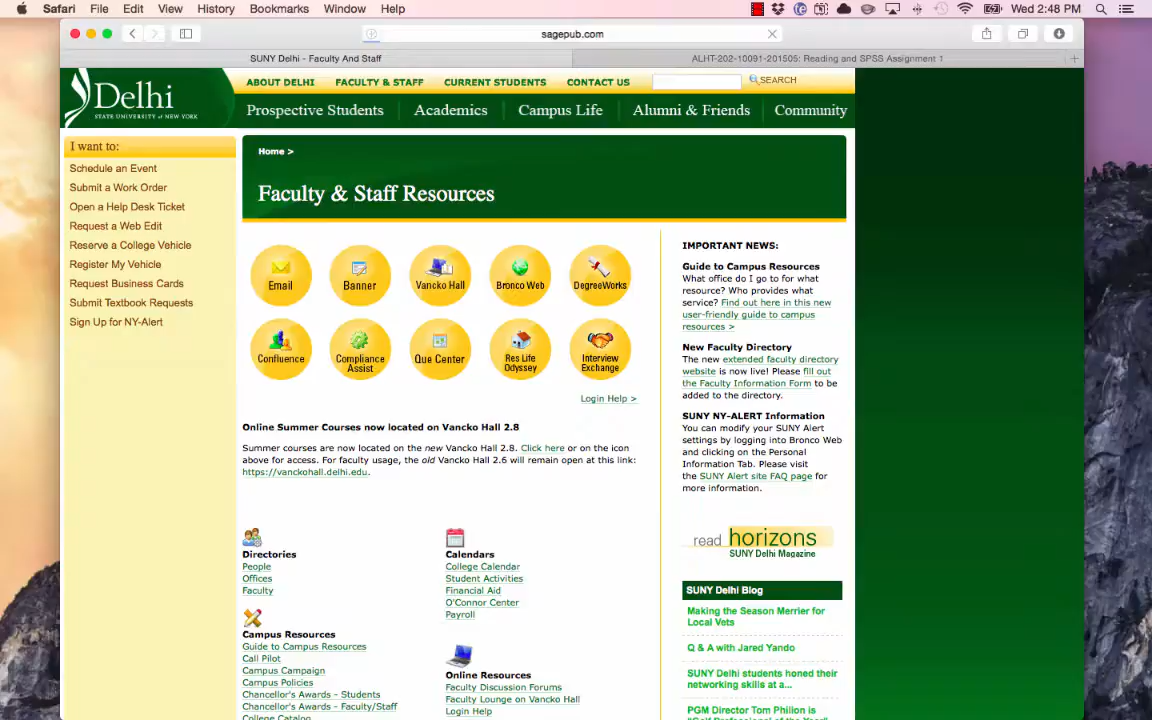 Safari File Edit View History Bookmarks Window Help
Wed 2:48 PM
sagepub.com
SUNY Delhi - Faculty And Staff
ALHT-202-10091-201505: Reading and SPSS Assignment 1
Delhi
STATE UNIVERSITY of NEW YORK
ABOUT DELHI FACULTY & STAFF CURRENT STUDENTS CONTACT US SEARCH
Prospective Students Academics Campus Life Alumni & Friends Community
I want to:
Schedule an Event
Submit a Work Order
Open a Help Desk Ticket
Request a Web Edit
Reserve a College Vehicle
Register My Vehicle
Request Business Cards
Submit Textbook Requests
Sign Up for NY-Alert
Home >
Faculty & Staff Resources
Email
Banner
Vancko Hall
Bronco Web
DegreeWorks
Confluence
Compliance
Assist
Que Center
Res Life
Odyssey
Interview
Exchange
Login Help >
Online Summer Courses now located on Vancko Hall 2.8
Summer courses are now located on the new Vancko Hall 2.8. Click here or on the icon
above for access. For faculty usage, the old Vancko Hall 2.6 will remain open at this link:
https://vanckohall.delhi.edu.
Directories
People
Offices
Faculty
Campus Resources
Guide to Campus Resources
Call Pilot
Campus Campaign
Campus Policies
Chancellor's Awards - Students
Chancellor's Awards - Faculty/Staff
College Catalog
Calendars
College Calendar
Student Activities
Financial Aid
O'Connor Center
Payroll
Online Resources
Faculty Discussion Forums
Faculty Lounge on Vancko Hall
Login Help
IMPORTANT NEWS:
Guide to Campus Resources
What office do I go to for what
resource? Who provides what
service? Find out here in this new
user-friendly guide to campus
resources >
New Faculty Directory
The new extended faculty directory
website is now live! Please fill out
the Faculty Information Form to be
added to the directory.
SUNY NY-ALERT Information
You can modify your SUNY Alert
settings by logging into Bronco Web
and clicking on the Personal
Information Tab. Please visit
the SUNY Alert site FAQ page for
more information.
read horizons
SUNY Delhi Magazine
SUNY Delhi Blog
Making the Season Merrier for
Local Vets
Q & A with Jared Yando
SUNY Delhi students honed their
networking skills at a...
PGM Director Tom Philion is
"Golf Professional of the Year"